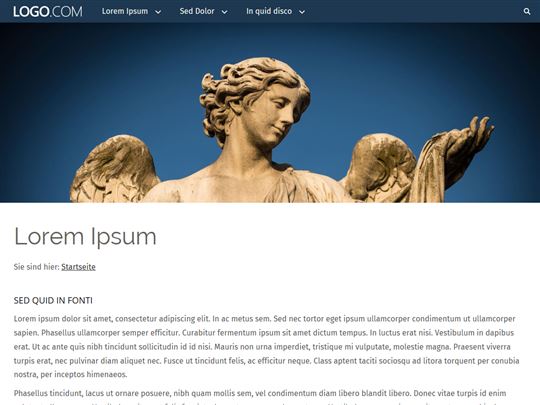 LOGO.COM Lorem Ipsum Sed Dolor In quid disco
Lorem Ipsum
Sie sind hier: Startseite
SED QUID IN FONTI
Lorem ipsum dolor sit amet, consectetur adipiscing elit. In ac metus sem. Sed nec tortor eget ipsum ullamcorper condimentum ut ullamcorper
sapien. Phasellus ullamcorper semper efficitur. Curabitur fermentum ipsum sit amet dictum tempus. In luctus erat nisi. Vestibulum in dapibus
erat. Ut ac ante quis nibh tincidunt sollicitudin id id nisi. Mauris non urna imperdiet, tristique mi vulputate, molestie magna. Praesent viverra
turpis erat, nec pulvinar diam aliquet nec. Fusce ut tincidunt felis, ac efficitur neque. Class aptent taciti sociosqu ad litora torquent per conubia
nostra, per inceptos himenaeos.
Phasellus tincidunt, lacus ut ornare posuere, nibh quam mollis sem, vel condimentum diam libero blandit libero. Donec vitae turpis id enim